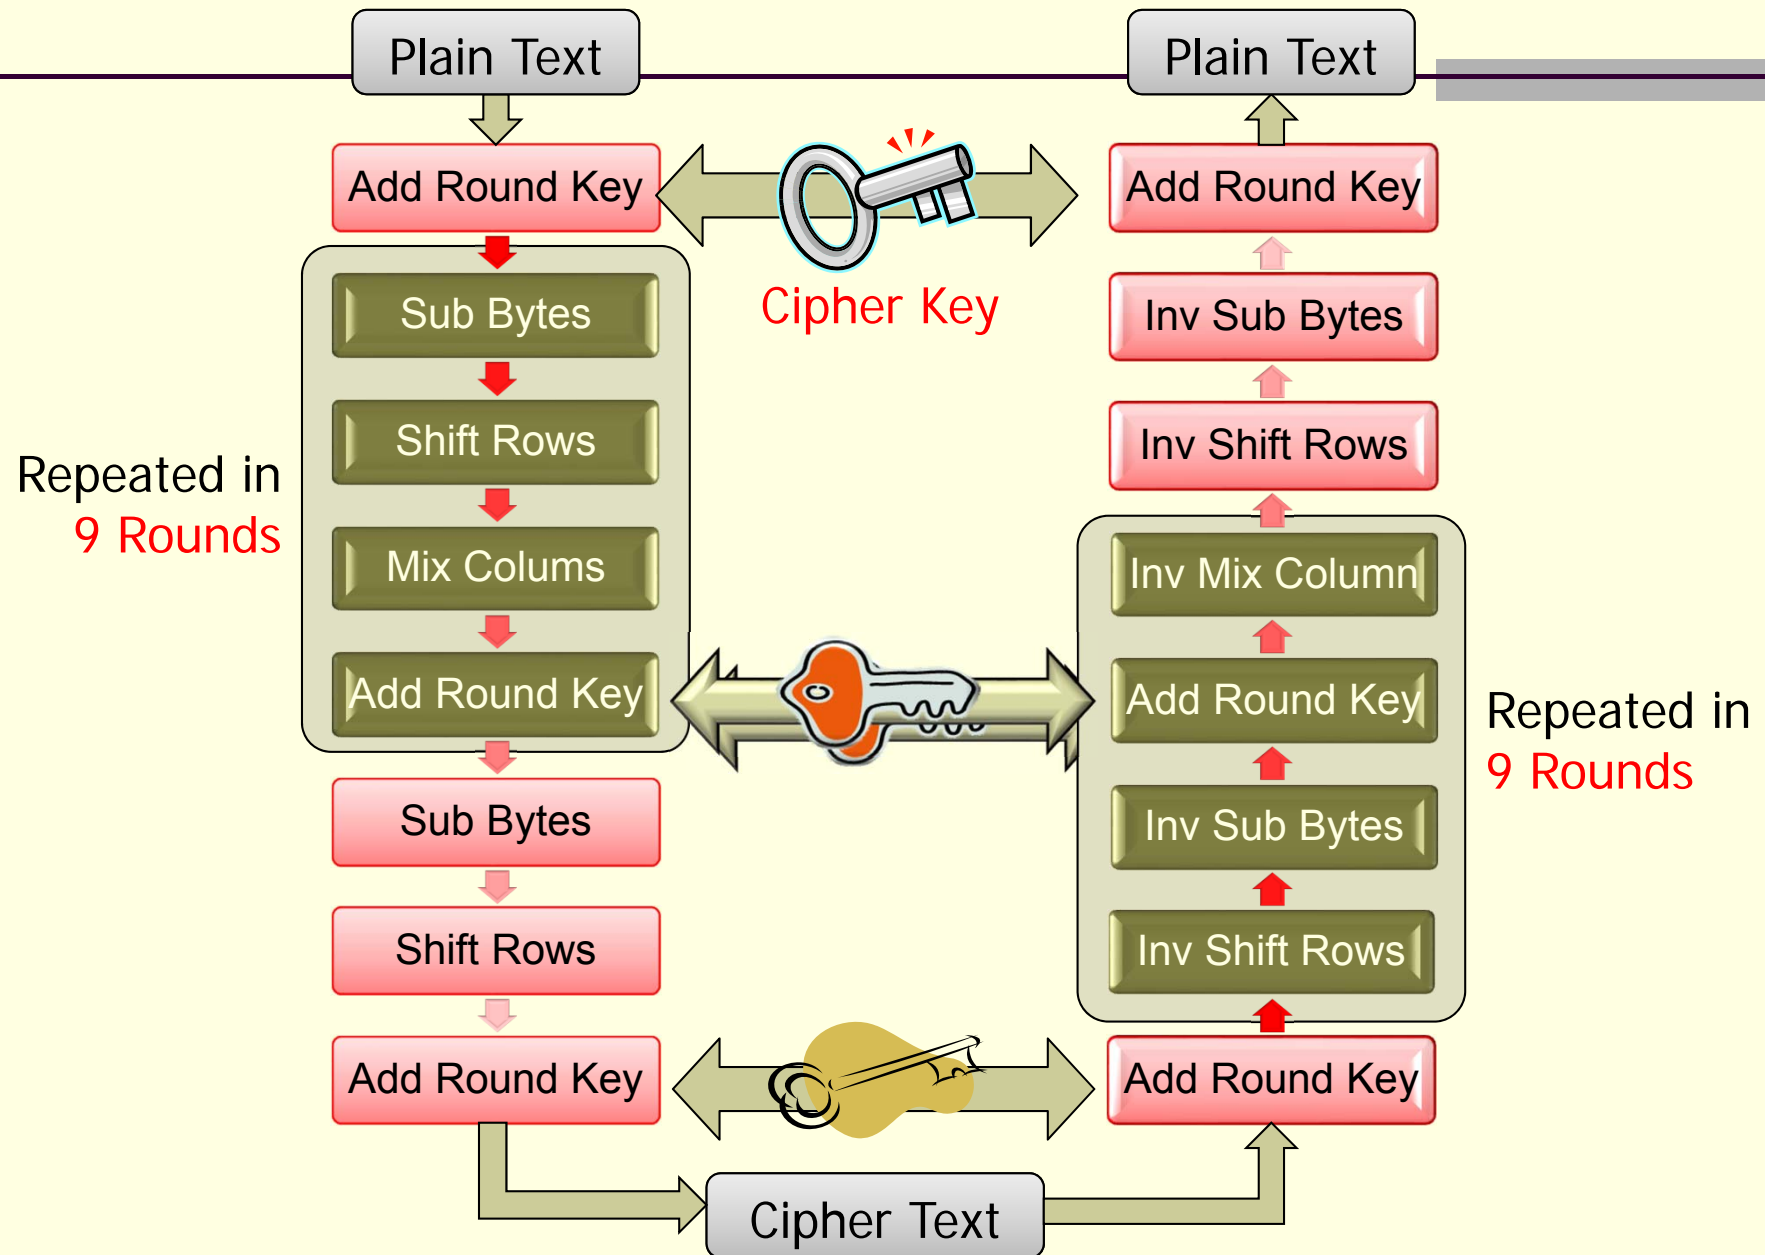 Plain Text
Add Round Key
Sub Bytes
Shift Rows
Mix Colums
Add Round Key
Sub Bytes
Shift Rows
Add Round Key
Repeated in
9 Rounds
Cipher Key
Cipher Text
Plain Text
Add Round Key
Inv Sub Bytes
Inv Shift Rows
Inv Mix Column
Add Round Key
Inv Sub Bytes
Inv Shift Rows
Add Round Key
Repeated in
9 Rounds